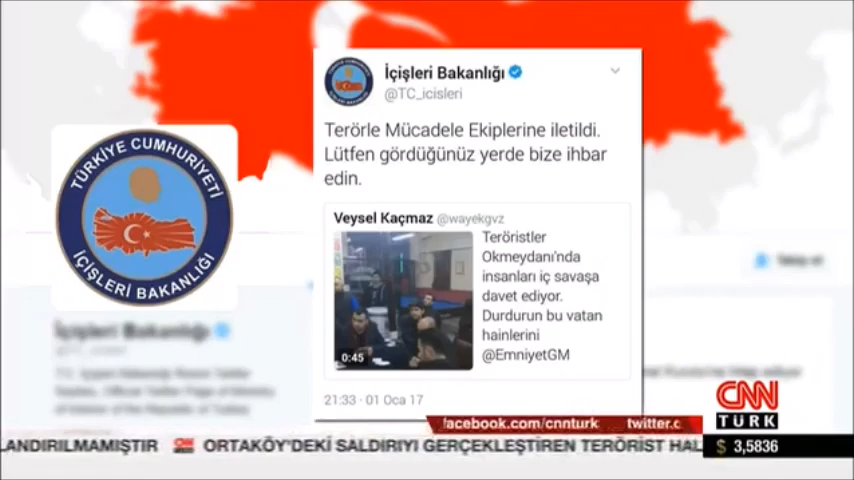 İçişleri Bakanlığı
@TC_icisleri
Terörle Mücadele Ekiplerine iletildi.
Lütfen gördüğünüz yerde bize ihbar
edin.
Veysel Kaçmaz @wayekgvz
Teröristler
Okmeydanı'nda
insanları iç savaşa
davet ediyor.
Durdurun bu vatan
hainlerini
@EmniyetGM
0:45
21:33 · 01 Oca 17
TÜRKİYE CUMHURİYETİ
İÇİŞLERİ BAKANLIĞI
İçişleri Bakanlığı
facebook.com/cnnturk twitter.c
CNN
TURK
LANDIRILMAMIŞTIR ORTAKÖY'DEKİ SALDIRIYI GERÇEKLEŞTİREN TERÖRİST HAL
$ 3,5836